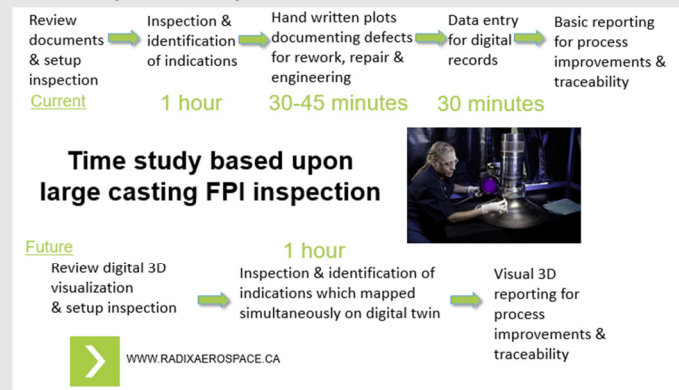 Review
documents
& setup
inspection
Inspection &
identification
of indications
Hand written plots
documenting defects
for rework, repair &
engineering
Data entry
for digital
records
Basic reporting
for process
improvements &
traceability
Current
1 hour
30-45 minutes
30 minutes
Time study based upon
large casting FPI inspection
Future
1 hour
Review digital 3D
visualization
& setup inspection
Inspection & identification of
indications which mapped
simultaneously on digital twin
Visual 3D
reporting for
process
improvements &
traceability
WWW.RADIXAEROSPACE.CA